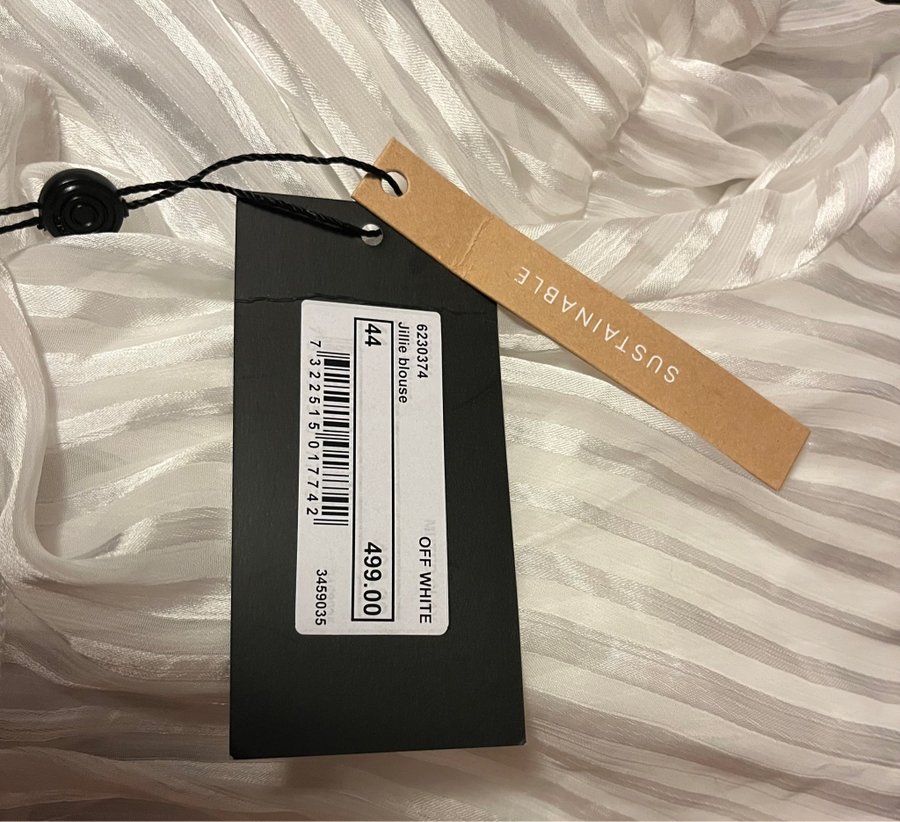 6230374 OFF WHITE
Jillie blouse
44 499.00
7 322515 017742
3459035
SUSTAINABLE